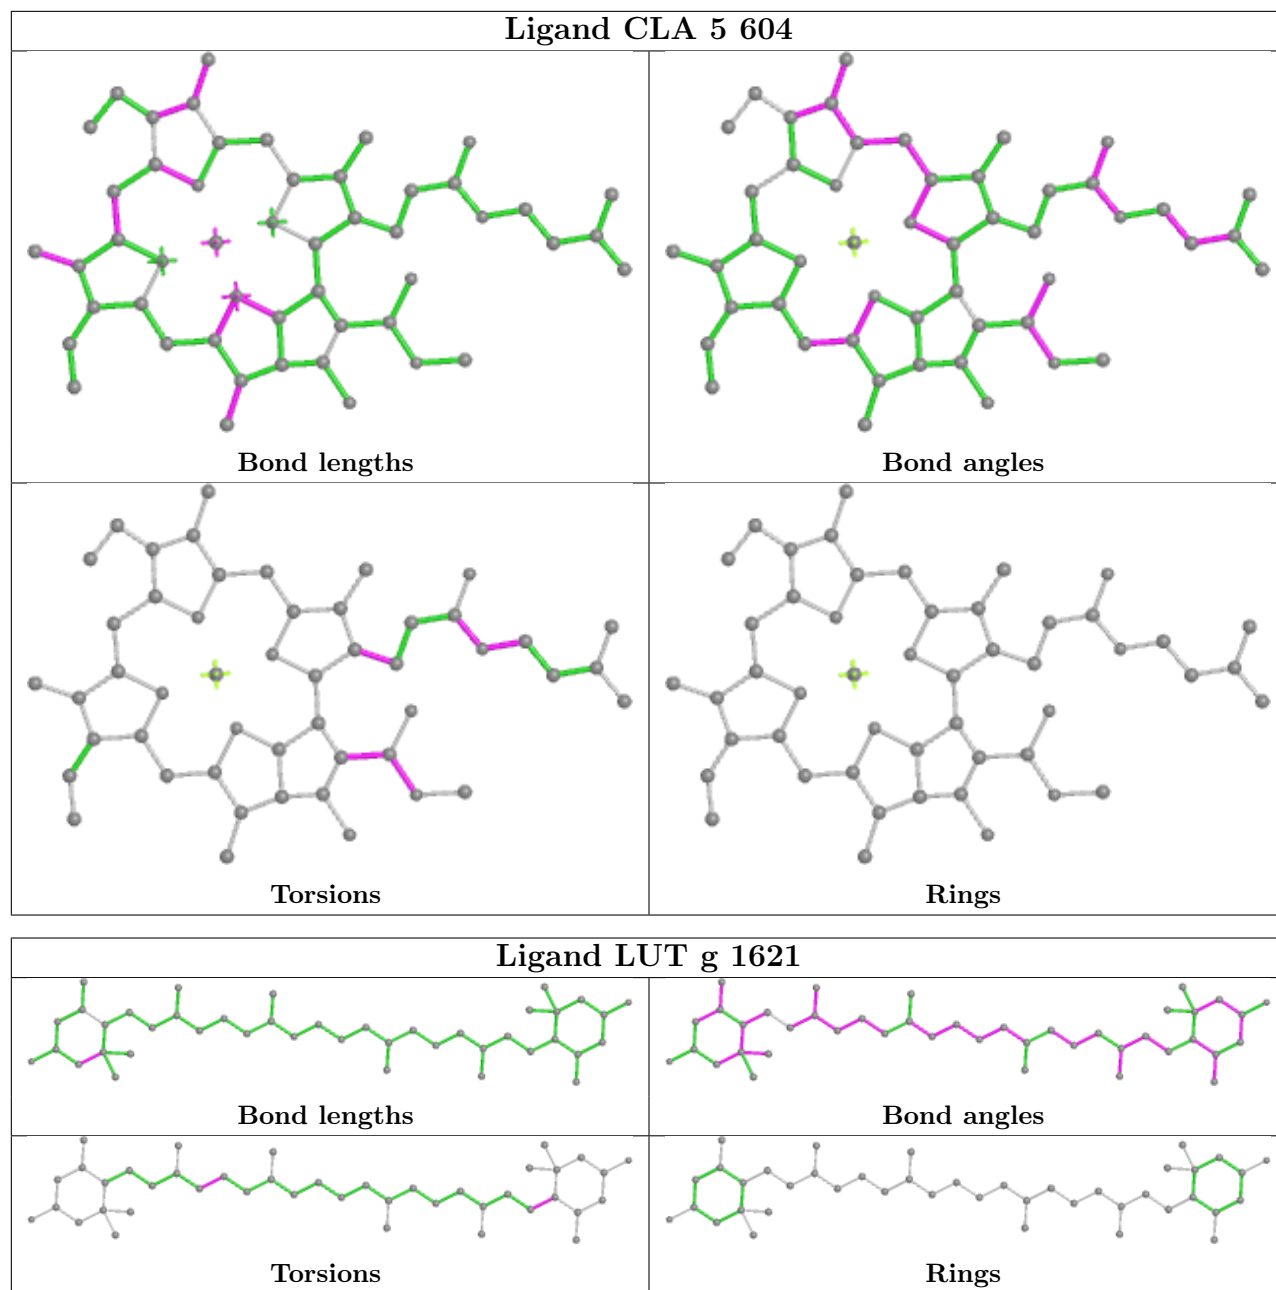 Ligand CLA 5 604
Bond lengths
Bond angles
Torsions
Rings
Ligand LUT g 1621
Bond lengths
Bond angles
Torsions
Rings